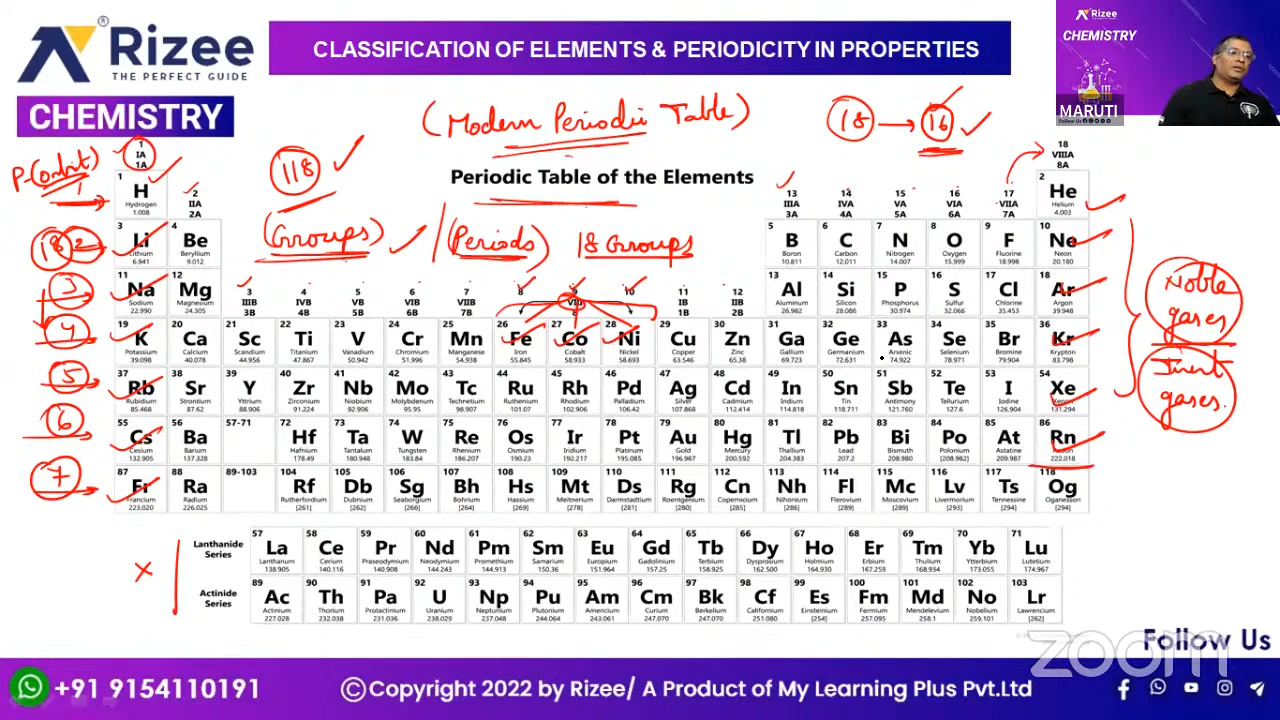 Rizee
®
THE PERFECT GUIDE
CHEMISTRY
CLASSIFICATION OF ELEMENTS & PERIODICITY IN PROPERTIES
Rizee
CHEMISTRY
MARUTI
Follow Us
(Modern Periodic Table)
18 → 16
118
P-(orbit)
1
Periodic Table of the Elements
(Groups) / (Periods) 18 Groups
1 IA 1A
2 IIA 2A
3 IIIB 3B
4 IVB 4B
5 VB 5B
6 VIB 6B
7 VIIB 7B
8 9 10
VIII
8
11 IB 1B
12 IIB 2B
13 IIIA 3A
14 IVA 4A
15 VA 5A
16 VIA 6A
17 VIIA 7A
18 VIIIA 8A
1 H Hydrogen 1.008
2 He Helium 4.003
18 2
3 Li Lithium 6.941
4 Be Beryllium 9.012
5 B Boron 10.811
6 C Carbon 12.011
7 N Nitrogen 14.007
8 O Oxygen 15.999
9 F Fluorine 18.998
10 Ne Neon 20.180
3
11 Na Sodium 22.990
12 Mg Magnesium 24.305
13 Al Aluminum 26.982
14 Si Silicon 28.086
15 P Phosphorus 30.974
16 S Sulfur 32.066
17 Cl Chlorine 35.453
18 Ar Argon 39.948
4
19 K Potassium 39.098
20 Ca Calcium 40.078
21 Sc Scandium 44.956
22 Ti Titanium 47.867
23 V Vanadium 50.942
24 Cr Chromium 51.996
25 Mn Manganese 54.938
26 Fe Iron 55.845
27 Co Cobalt 58.933
28 Ni Nickel 58.693
29 Cu Copper 63.546
30 Zn Zinc 65.38
31 Ga Gallium 69.723
32 Ge Germanium 72.631
33 As Arsenic 74.922
34 Se Selenium 78.971
35 Br Bromine 79.904
36 Kr Krypton 83.798
5
37 Rb Rubidium 85.468
38 Sr Strontium 87.62
39 Y Yttrium 88.906
40 Zr Zirconium 91.224
41 Nb Niobium 92.906
42 Mo Molybdenum 95.95
43 Tc Technetium 98.907
44 Ru Ruthenium 101.07
45 Rh Rhodium 102.906
46 Pd Palladium 106.42
47 Ag Silver 107.868
48 Cd Cadmium 112.414
49 In Indium 114.818
50 Sn Tin 118.711
51 Sb Antimony 121.760
52 Te Tellurium 127.6
53 I Iodine 126.904
54 Xe Xenon 131.294
6
55 Cs Cesium 132.905
56 Ba Barium 137.328
57-71
72 Hf Hafnium 178.49
73 Ta Tantalum 180.948
74 W Tungsten 183.84
75 Re Rhenium 186.207
76 Os Osmium 190.23
77 Ir Iridium 192.217
78 Pt Platinum 195.085
79 Au Gold 196.967
80 Hg Mercury 200.592
81 Tl Thallium 204.383
82 Pb Lead 207.2
83 Bi Bismuth 208.980
84 Po Polonium [208.982]
85 At Astatine 209.987
86 Rn Radon 222.018
7
87 Fr Francium 223.020
88 Ra Radium 226.025
89-103
104 Rf Rutherfordium [261]
105 Db Dubnium [262]
106 Sg Seaborgium [266]
107 Bh Bohrium [264]
108 Hs Hassium [269]
109 Mt Meitnerium [278]
110 Ds Darmstadtium [281]
111 Rg Roentgenium [280]
112 Cn Copernicium [285]
113 Nh Nihonium [286]
114 Fl Flerovium [289]
115 Mc Moscovium [289]
116 Lv Livermorium [293]
117 Ts Tennessine [294]
118 Og Oganesson [294]
Noble
gases
Inert
gases.
×
Lanthanide Series
57 La Lanthanum 138.905
58 Ce Cerium 140.116
59 Pr Praseodymium 140.908
60 Nd Neodymium 144.243
61 Pm Promethium 144.913
62 Sm Samarium 150.36
63 Eu Europium 151.964
64 Gd Gadolinium 157.25
65 Tb Terbium 158.925
66 Dy Dysprosium 162.500
67 Ho Holmium 164.930
68 Er Erbium 167.259
69 Tm Thulium 168.934
70 Yb Ytterbium 173.055
71 Lu Lutetium 174.967
Actinide Series
89 Ac Actinium 227.028
90 Th Thorium 232.038
91 Pa Protactinium 231.036
92 U Uranium 238.029
93 Np Neptunium 237.048
94 Pu Plutonium 244.064
95 Am Americium 243.061
96 Cm Curium 247.070
97 Bk Berkelium 247.070
98 Cf Californium 251.080
99 Es Einsteinium [254]
100 Fm Fermium 257.095
101 Md Mendelevium 258.1
102 No Nobelium 259.101
103 Lr Lawrencium [262]
Follow Us
zoom
+91 9154110191
©Copyright 2022 by Rizee/ A Product of My Learning Plus Pvt.Ltd